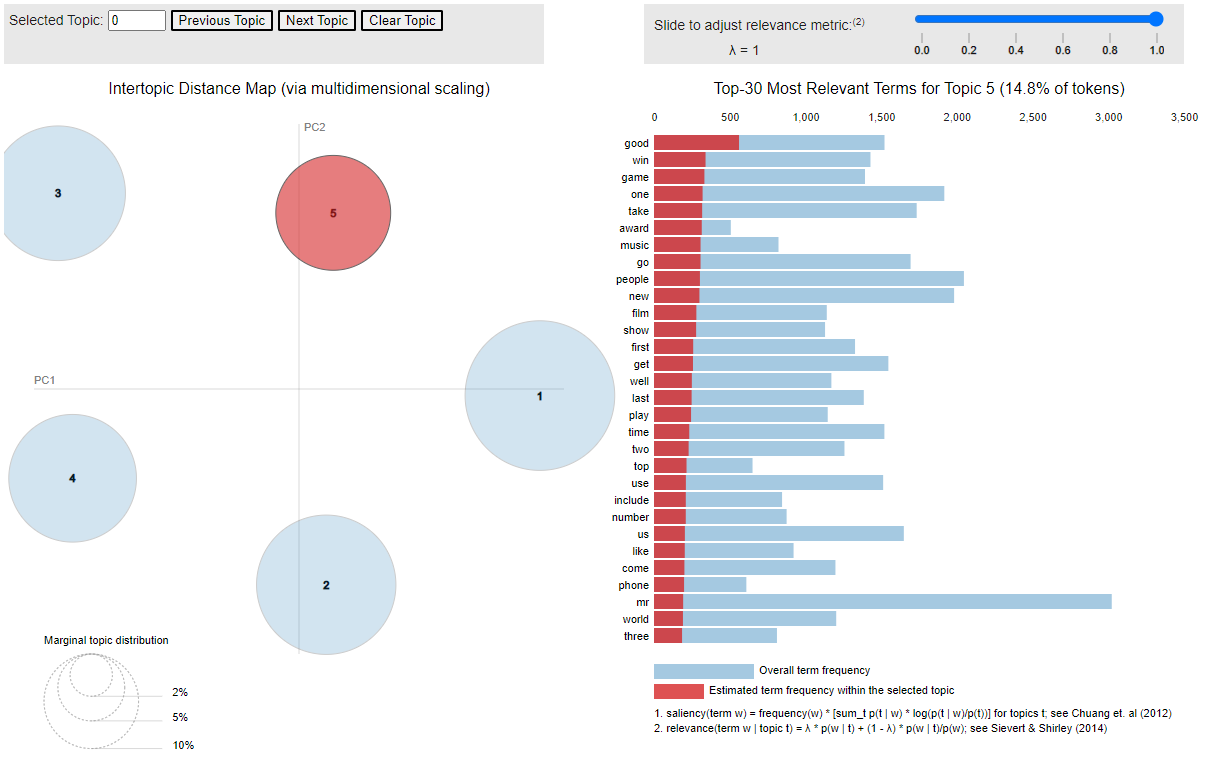 Selected Topic: 0 Previous Topic Next Topic Clear Topic
Slide to adjust relevance metric:(2)
λ = 1
0.0 0.2 0.4 0.6 0.8 1.0
Intertopic Distance Map (via multidimensional scaling)
PC2
3
5
PC1
1
4
2
Marginal topic distribution
2%
5%
10%
Top-30 Most Relevant Terms for Topic 5 (14.8% of tokens)
0 500 1,000 1,500 2,000 2,500 3,000 3,500
good
win
game
one
take
award
music
go
people
new
film
show
first
get
well
last
play
time
two
top
use
include
number
us
like
come
phone
mr
world
three
Overall term frequency
Estimated term frequency within the selected topic
1. saliency(term w) = frequency(w) * [sum_t p(t | w) * log(p(t | w)/p(t))] for topics t; see Chuang et. al (2012)
2. relevance(term w | topic t) = λ * p(w | t) + (1 - λ) * p(w | t)/p(w); see Sievert & Shirley (2014)